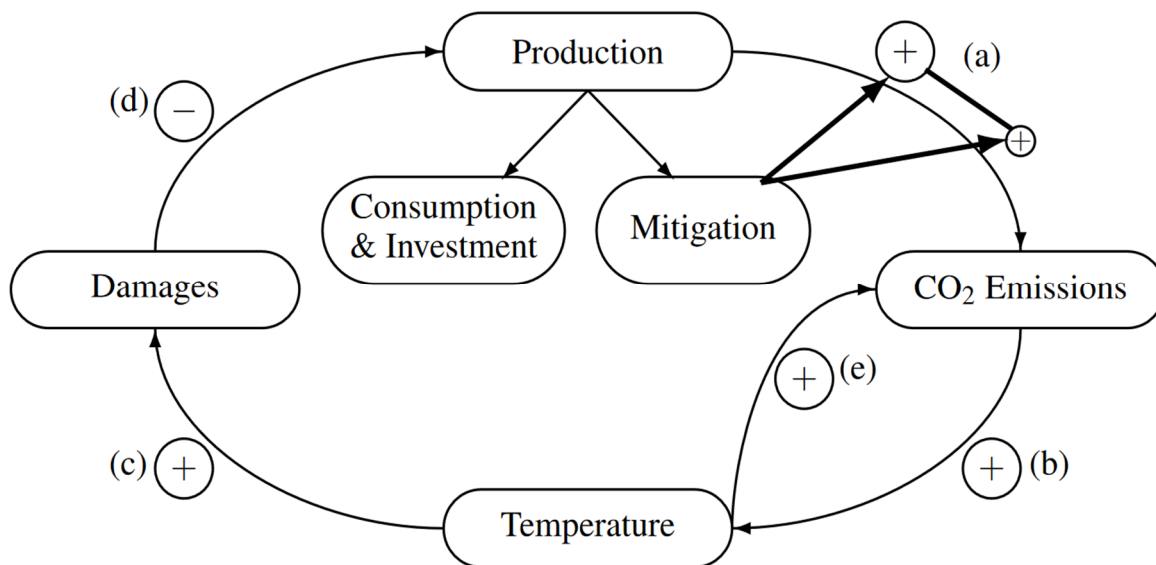 Production
+
(a)
(d)
−
+
Consumption
& Investment
Mitigation
Damages
CO₂ Emissions
+
(e)
(c)
+
+
(b)
Temperature